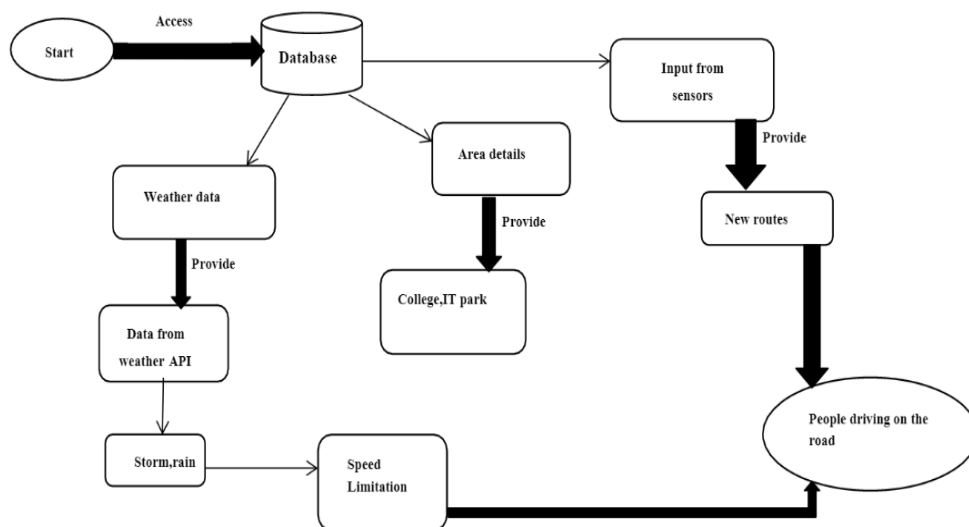 Access
Start
Database
Input from
sensors
Provide
Area details
Weather data
New routes
Provide
Provide
College,IT park
Data from
weather API
People driving on the
road
Storm,rain
Speed
Limitation